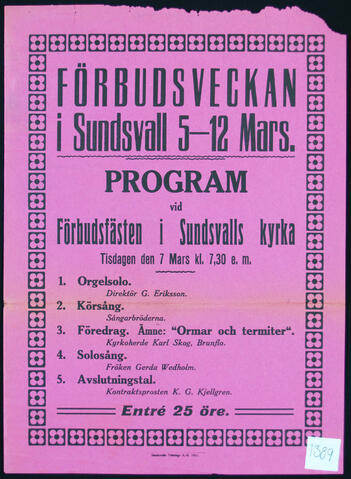 FÖRBUDSVECKAN
i Sundsvall 5—12 Mars.
PROGRAM
vid
Förbudsfästen i Sundsvalls kyrka
Tisdagen den 7 Mars kl. 7,30 e. m.
1. Orgelsolo.
Direktör G. Eriksson.
2. Körsång.
Sångarbröderna.
3. Föredrag. Ämne: "Ormar och termiter".
Kyrkoherde Karl Skog, Brunflo.
4. Solosång.
Fröken Gerda Wedholm.
5. Avslutningstal.
Kontraktsprosten K. G. Kjellgren.
Entré 25 öre.
1389